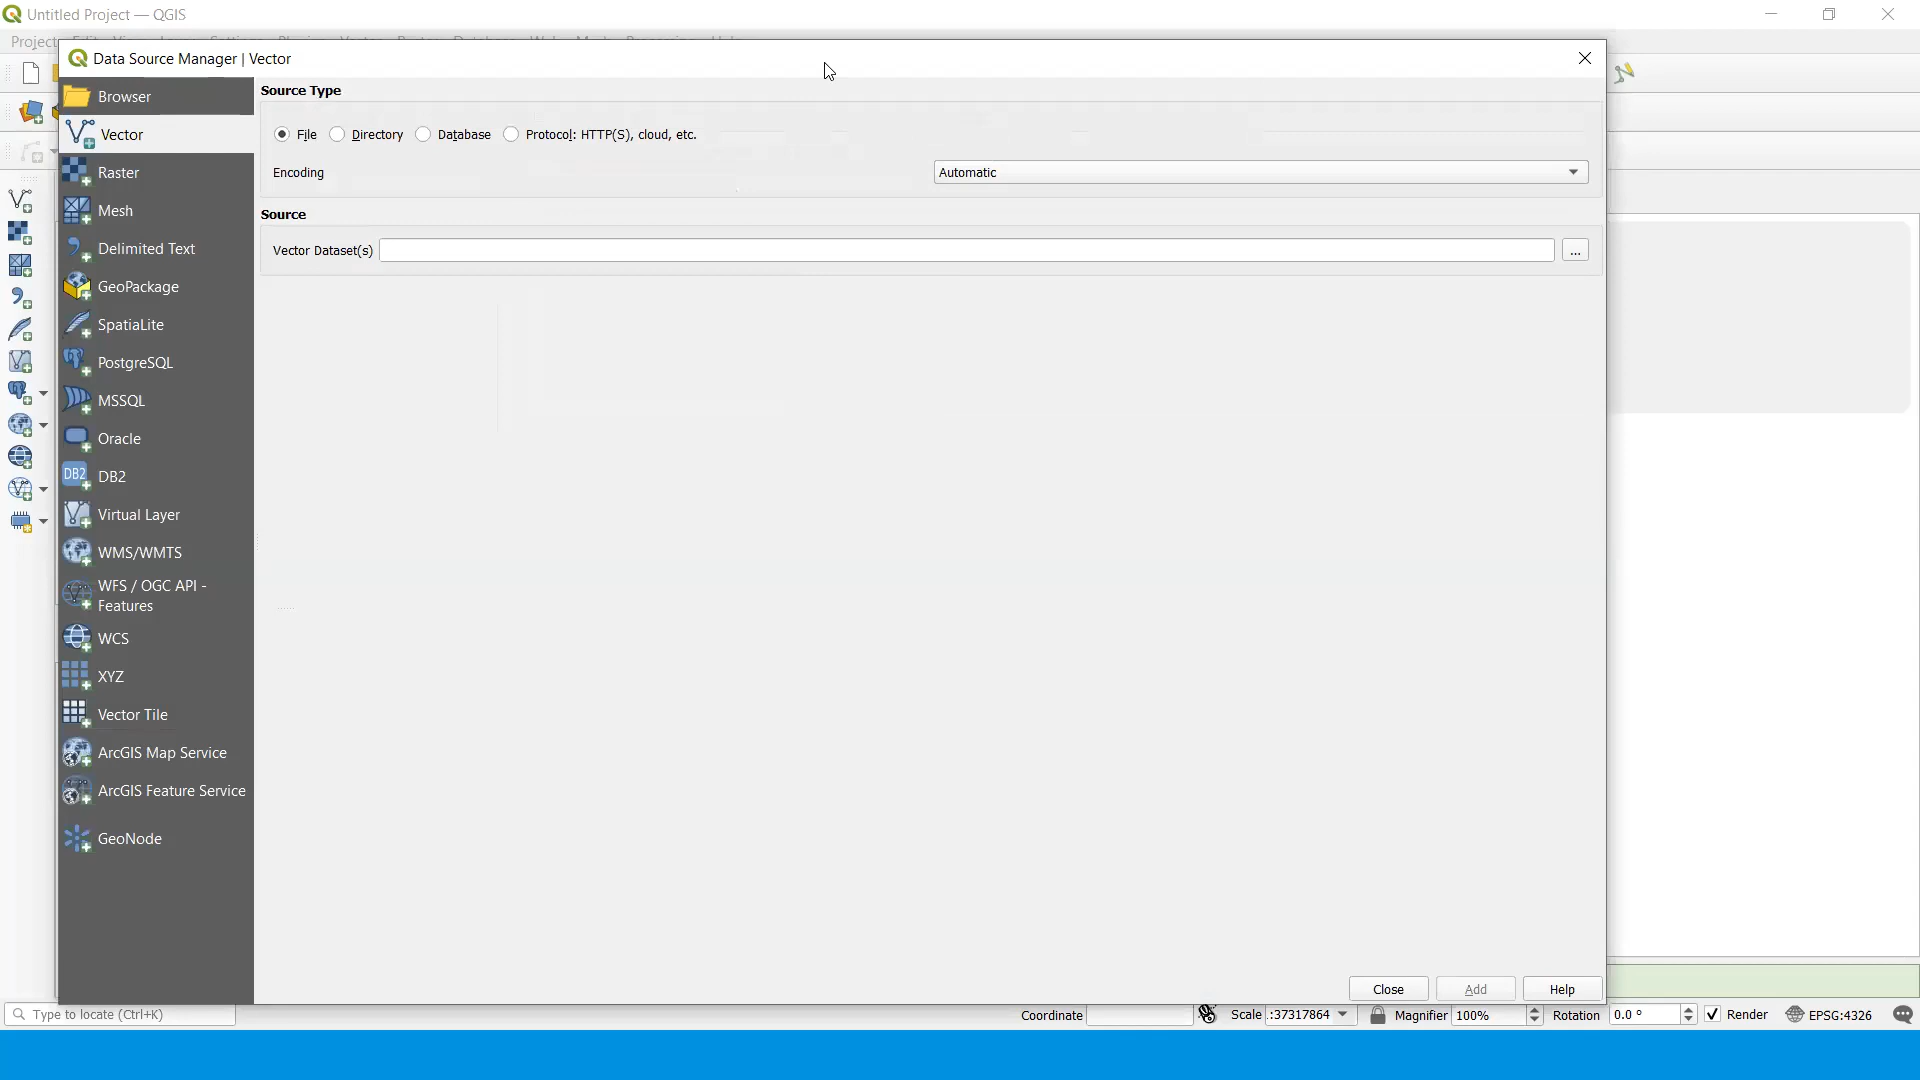 Untitled Project — QGIS
Project
Data Source Manager | Vector
Browser
Vector
Raster
Mesh
Delimited Text
GeoPackage
SpatiaLite
PostgreSQL
MSSQL
Oracle
DB2
DB2
Virtual Layer
WMS/WMTS
WFS / OGC API -
Features
WCS
XYZ
Vector Tile
ArcGIS Map Service
ArcGIS Feature Service
GeoNode
Source Type
File Directory Database Protocol: HTTP(S), cloud, etc.
Encoding Automatic
Source
Vector Dataset(s) ...
Close Add Help
Type to locate (Ctrl+K) Coordinate Scale :37317864 Magnifier 100% Rotation 0.0 ° Render EPSG:4326